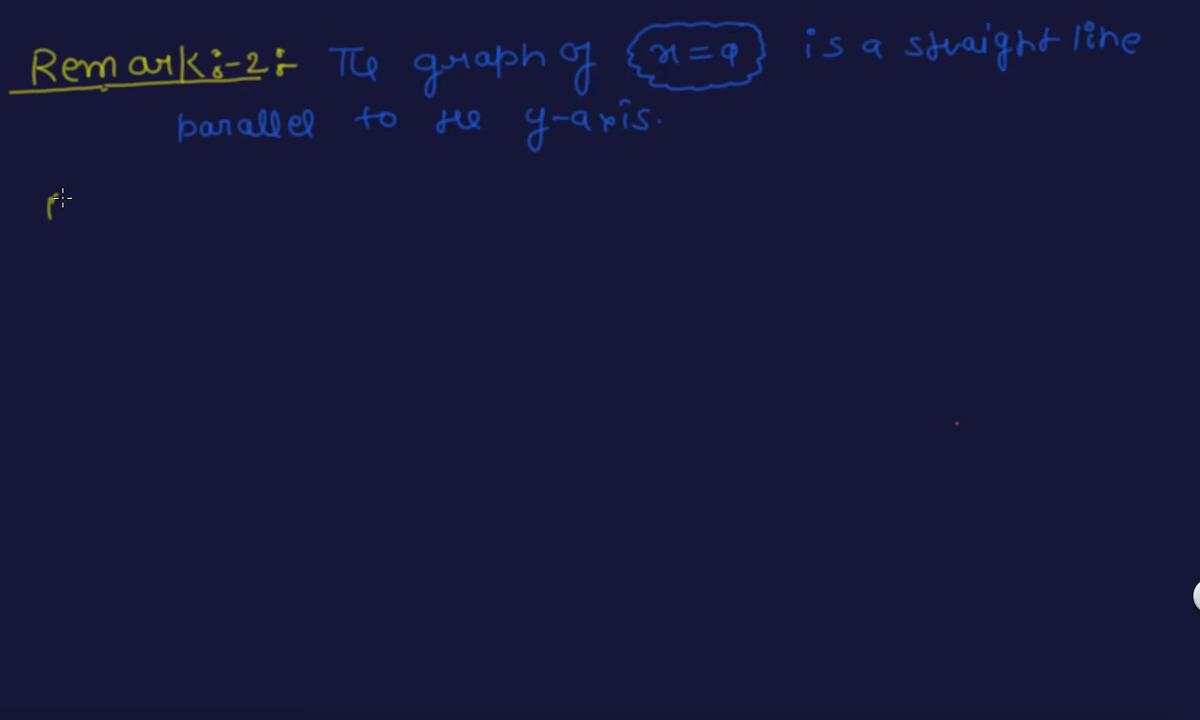 Remark:-2:- The graph of x=a is a straight line
parallel to the y-axis.